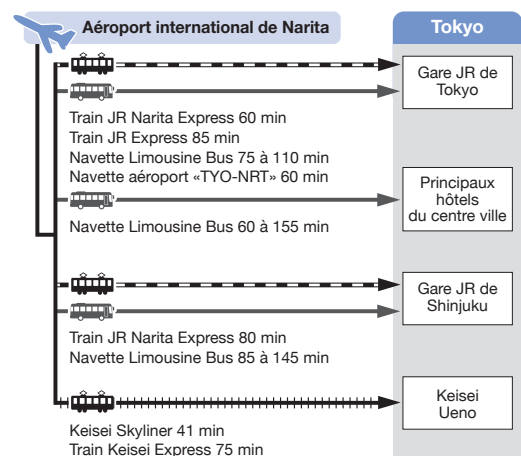 Aéroport international de Narita
Tokyo
Gare JR de
Tokyo
Train JR Narita Express 60 min
Train JR Express 85 min
Navette Limousine Bus 75 à 110 min
Navette aéroport «TYO-NRT» 60 min
Principaux
hôtels
du centre ville
Navette Limousine Bus 60 à 155 min
Gare JR de
Shinjuku
Train JR Narita Express 80 min
Navette Limousine Bus 85 à 145 min
Keisei
Ueno
Keisei Skyliner 41 min
Train Keisei Express 75 min